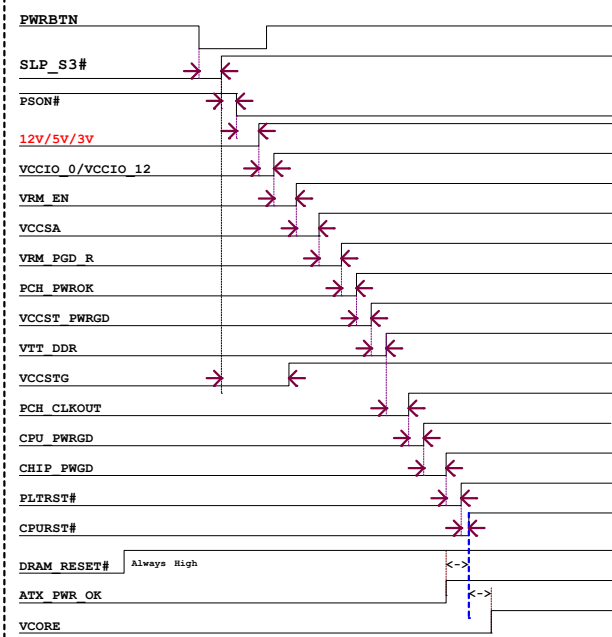 PWRBTN
SLP_S3#
PSON#
12V/5V/3V
VCCIO_0/VCCIO_12
VRM_EN
VCCSA
VRM_PGD_R
PCH_PWROK
VCCST_PWRGD
VTT_DDR
VCCSTG
PCH_CLKOUT
CPU_PWRGD
CHIP_PWGD
PLTRST#
CPURST#
DRAM_RESET# Always High <->
ATX_PWR_OK <->
VCORE